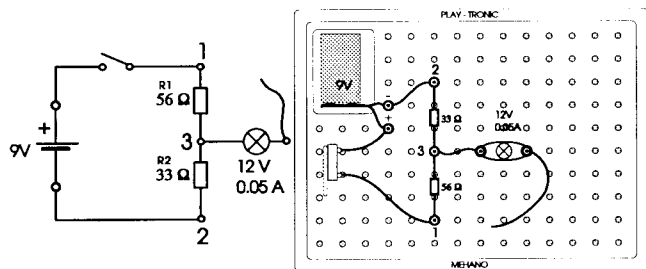 PLAY - TRONIC
1
R1
56 Ω
3
R2
33 Ω
+
9V
12 V
0.05 A
2
9V
-
+
2
33 Ω
3
12V
0.05A
56 Ω
1
MEHANO